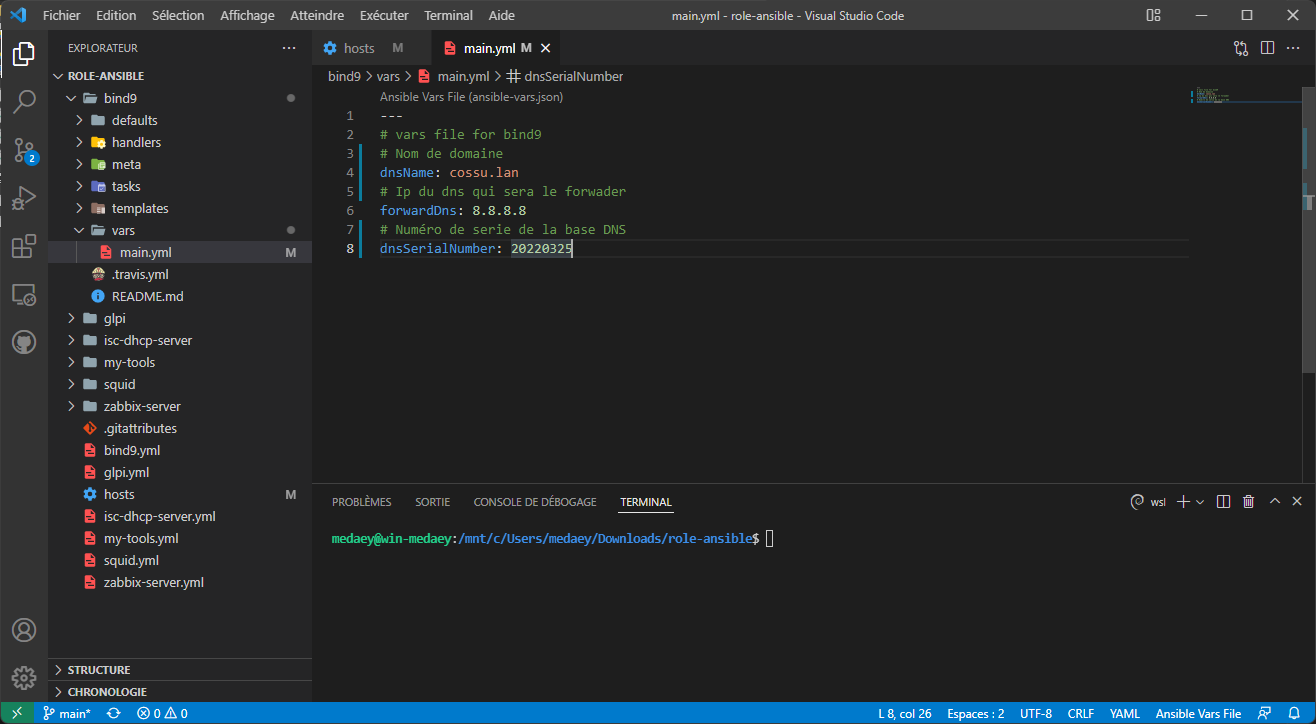 Fichier Edition Sélection Affichage Atteindre Exécuter Terminal Aide main.yml - role-ansible - Visual Studio Code
EXPLORATEUR
ROLE-ANSIBLE
bind9
defaults
handlers
meta
tasks
templates
vars
main.yml M
.travis.yml
README.md
glpi
isc-dhcp-server
my-tools
squid
zabbix-server
.gitattributes
bind9.yml
glpi.yml
hosts M
isc-dhcp-server.yml
my-tools.yml
squid.yml
zabbix-server.yml
STRUCTURE
CHRONOLOGIE
2
hosts M main.yml M
bind9 > vars > main.yml > dnsSerialNumber
Ansible Vars File (ansible-vars.json)
1 ---
2 # vars file for bind9
3 # Nom de domaine
4 dnsName: cossu.lan
5 # Ip du dns qui sera le forwader
6 forwardDns: 8.8.8.8
7 # Numéro de serie de la base DNS
8 dnsSerialNumber: 20220325
PROBLÈMES SORTIE CONSOLE DE DÉBOGAGE TERMINAL wsl
medaey@win-medaey:/mnt/c/Users/medaey/Downloads/role-ansible$
main* 0 0 L 8, col 26 Espaces : 2 UTF-8 CRLF YAML Ansible Vars File